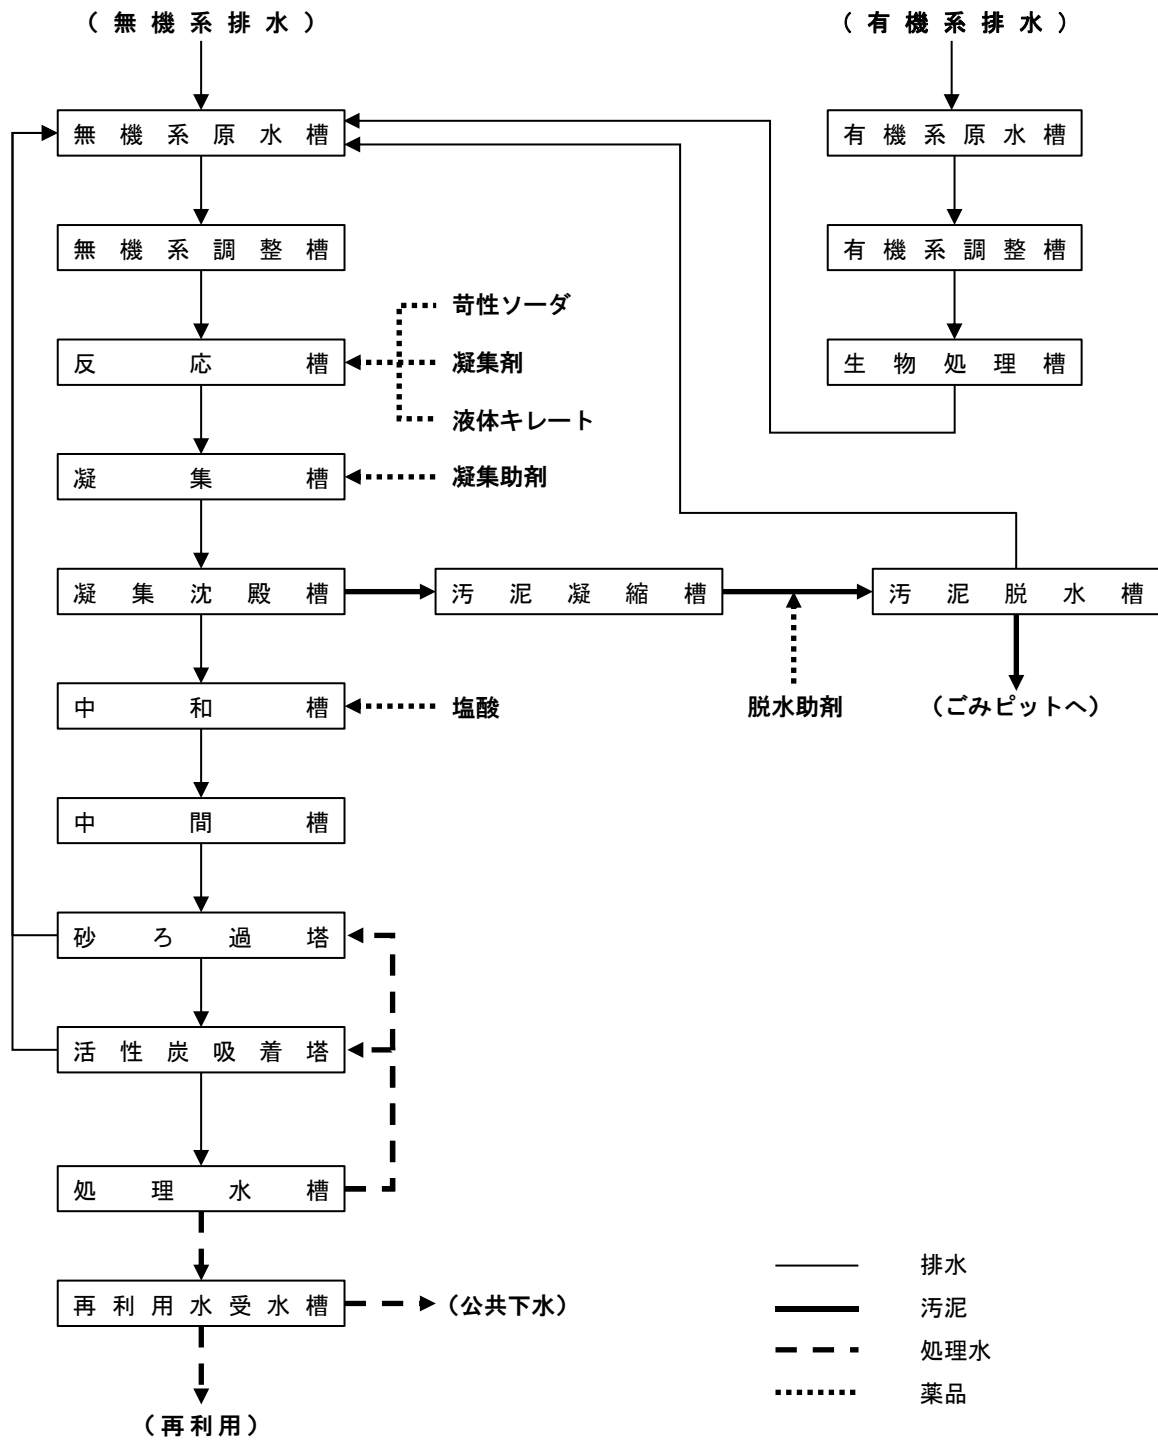 （無機系排水）
（有機系排水）
無機系原水槽
有機系原水槽
無機系調整槽
有機系調整槽
苛性ソーダ
反応槽
凝集剤
生物処理槽
液体キレート
凝集槽
凝集助剤
凝集沈殿槽
汚泥凝縮槽
汚泥脱水槽
中和槽
塩酸
脱水助剤
（ごみピットへ）
中間槽
砂ろ過塔
活性炭吸着塔
処理水槽
再利用水受水槽
（公共下水）
（再利用）
排水
汚泥
処理水
薬品